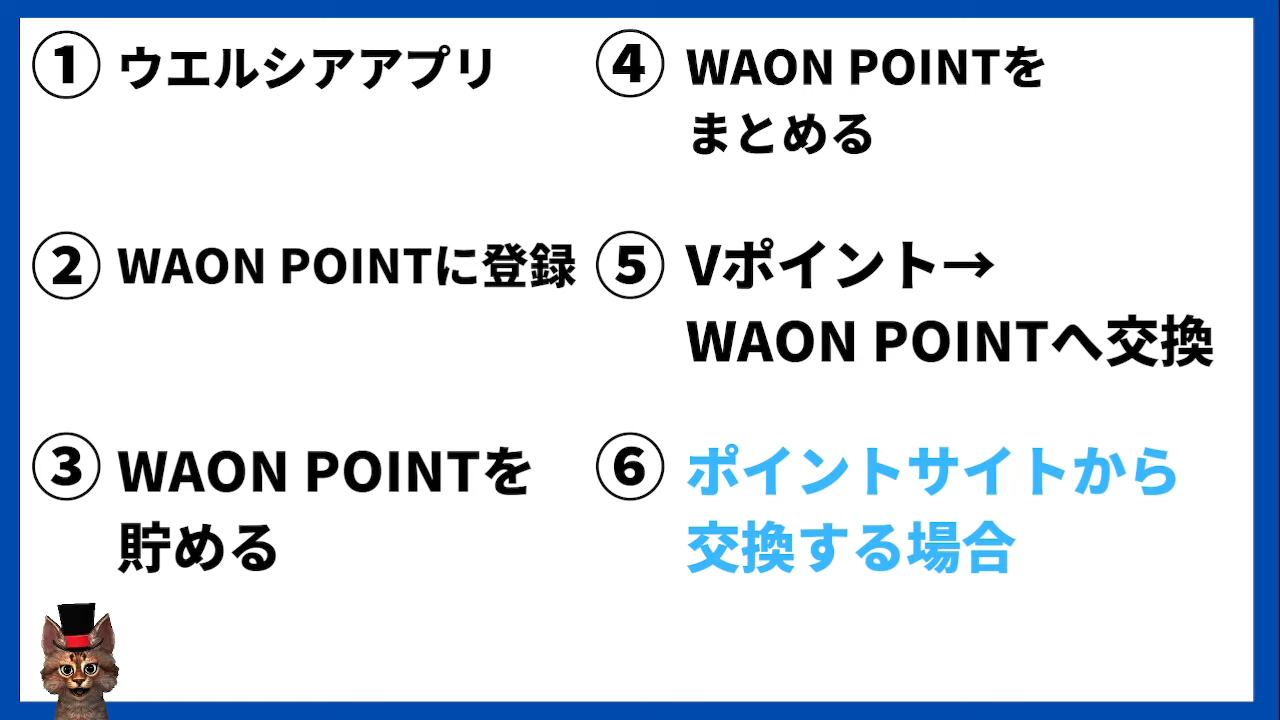 ① ウエルシアアプリ
② WAON POINTに登録
③ WAON POINTを
貯める
④ WAON POINTを
まとめる
⑤ Vポイント→
WAON POINTへ交換
⑥ ポイントサイトから
交換する場合